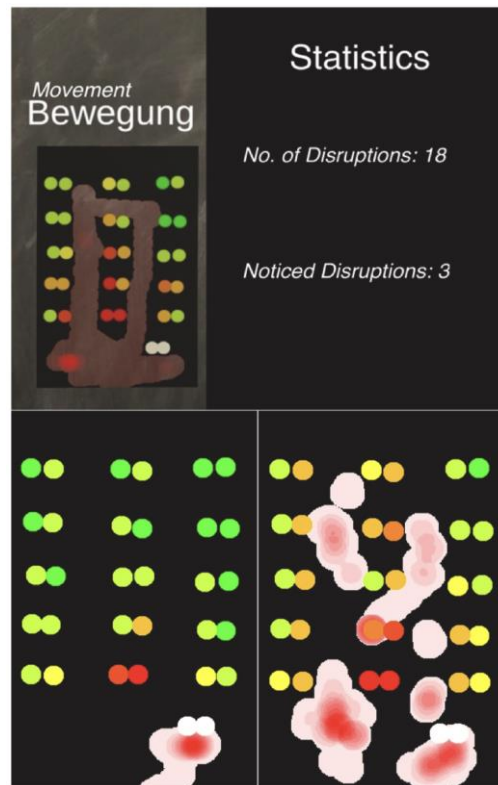 Movement
Bewegung
Statistics
No. of Disruptions: 18
Noticed Disruptions: 3